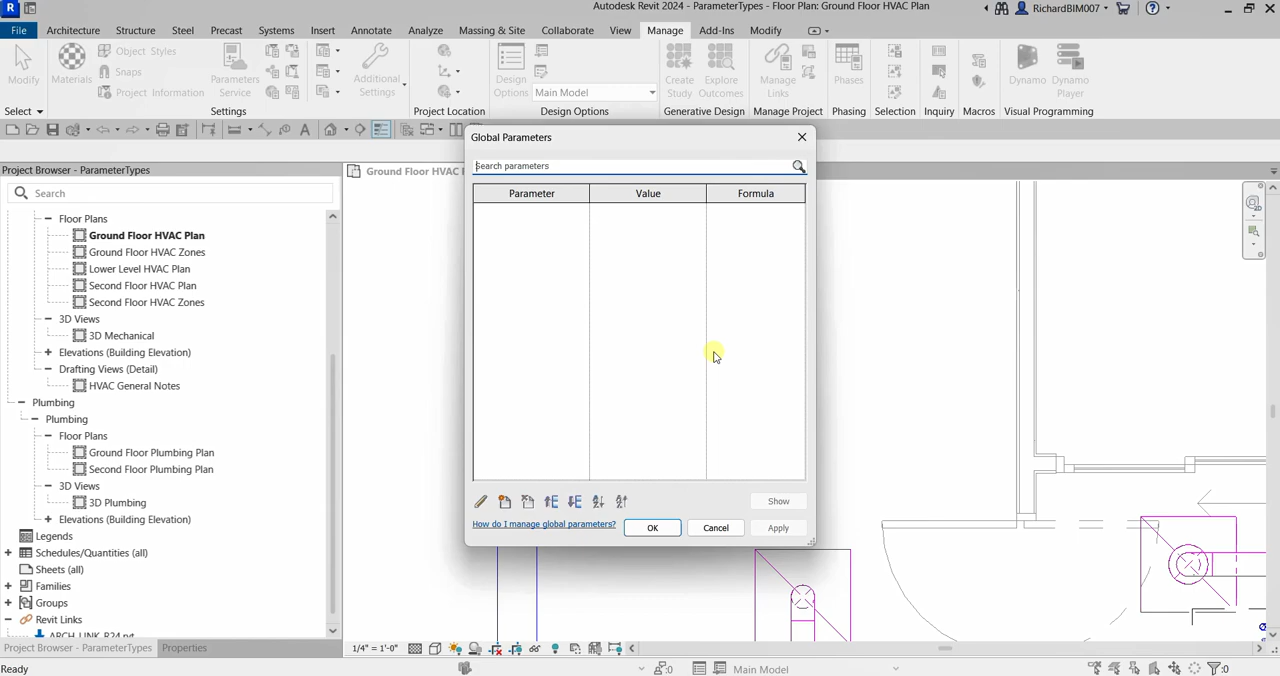 Autodesk Revit 2024 - ParameterTypes - Floor Plan: Ground Floor HVAC Plan
RichardBIM007
File Architecture Structure Steel Precast Systems Insert Annotate Analyze Massing & Site Collaborate View Manage Add-Ins Modify
Modify
Materials
Object Styles
Snaps
Project Information
Parameters Service
Additional Settings
Design Options
Main Model
Create Study
Explore Outcomes
Manage Links
Phases
Dynamo
Dynamo Player
Select Settings Project Location Design Options Generative Design Manage Project Phasing Selection Inquiry Macros Visual Programming
Project Browser - ParameterTypes
Search
Floor Plans
Ground Floor HVAC Plan
Ground Floor HVAC Zones
Lower Level HVAC Plan
Second Floor HVAC Plan
Second Floor HVAC Zones
3D Views
3D Mechanical
Elevations (Building Elevation)
Drafting Views (Detail)
HVAC General Notes
Plumbing
Plumbing
Floor Plans
Ground Floor Plumbing Plan
Second Floor Plumbing Plan
3D Views
3D Plumbing
Elevations (Building Elevation)
Legends
Schedules/Quantities (all)
Sheets (all)
Families
Groups
Revit Links
ARCH_LINK_R24.rvt
Project Browser - ParameterTypes Properties
Ground Floor HVAC
Global Parameters
Search parameters
Parameter Value Formula
Show
How do I manage global parameters?
OK Cancel Apply
1/4" = 1'-0"
Ready
:0
Main Model
:0